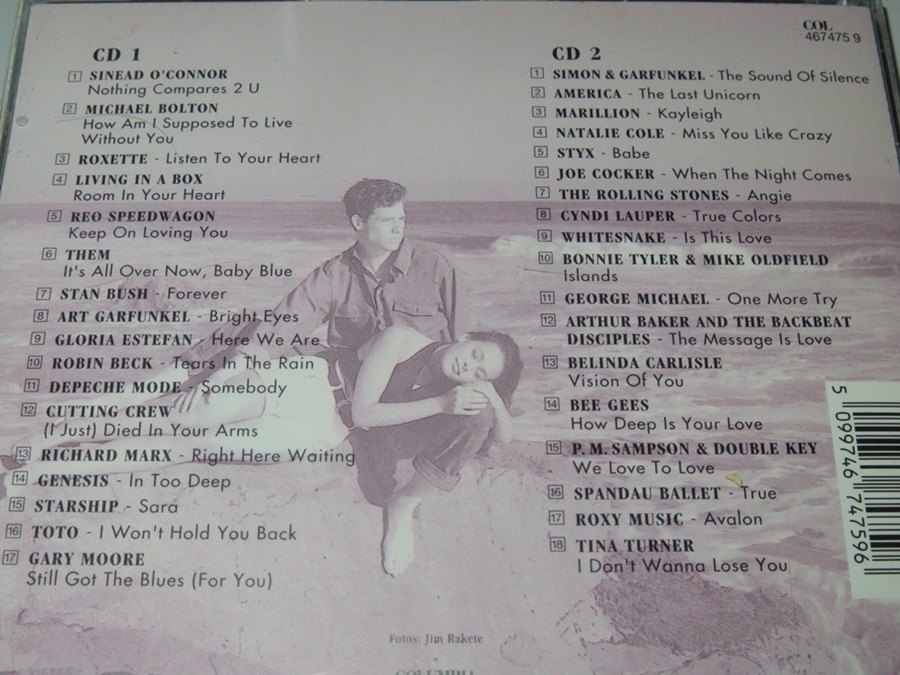 COL
467475 9
CD 1
1 SINEAD O'CONNOR
Nothing Compares 2 U
2 MICHAEL BOLTON
How Am I Supposed To Live
Without You
3 ROXETTE - Listen To Your Heart
4 LIVING IN A BOX
Room In Your Heart
5 REO SPEEDWAGON
Keep On Loving You
6 THEM
It's All Over Now, Baby Blue
7 STAN BUSH - Forever
8 ART GARFUNKEL - Bright Eyes
9 GLORIA ESTEFAN - Here We Are
10 ROBIN BECK - Tears In The Rain
11 DEPECHE MODE - Somebody
12 CUTTING CREW
(I Just) Died In Your Arms
13 RICHARD MARX - Right Here Waiting
14 GENESIS - In Too Deep
15 STARSHIP - Sara
16 TOTO - I Won't Hold You Back
17 GARY MOORE
Still Got The Blues (For You)
CD 2
1 SIMON & GARFUNKEL - The Sound Of Silence
2 AMERICA - The Last Unicorn
3 MARILLION - Kayleigh
4 NATALIE COLE - Miss You Like Crazy
5 STYX - Babe
6 JOE COCKER - When The Night Comes
7 THE ROLLING STONES - Angie
8 CYNDI LAUPER - True Colors
9 WHITESNAKE - Is This Love
10 BONNIE TYLER & MIKE OLDFIELD
Islands
11 GEORGE MICHAEL - One More Try
12 ARTHUR BAKER AND THE BACKBEAT
DISCIPLES - The Message Is Love
13 BELINDA CARLISLE
Vision Of You
14 BEE GEES
How Deep Is Your Love
15 P.M. SAMPSON & DOUBLE KEY
We Love To Love
16 SPANDAU BALLET - True
17 ROXY MUSIC - Avalon
18 TINA TURNER
I Don't Wanna Lose You
5 099746 747596
Fotos: Jim Rakete
COLUMBIA